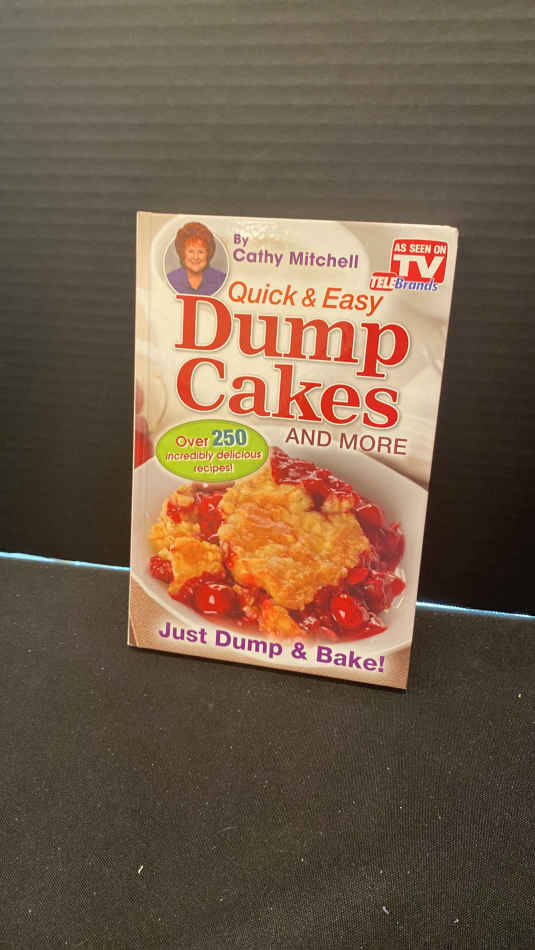 By
Cathy Mitchell
AS SEEN ON
TV
TELEBrands
Quick & Easy
Dump
Cakes
AND MORE
Over 250
incredibly delicious
recipes!
Just Dump & Bake!